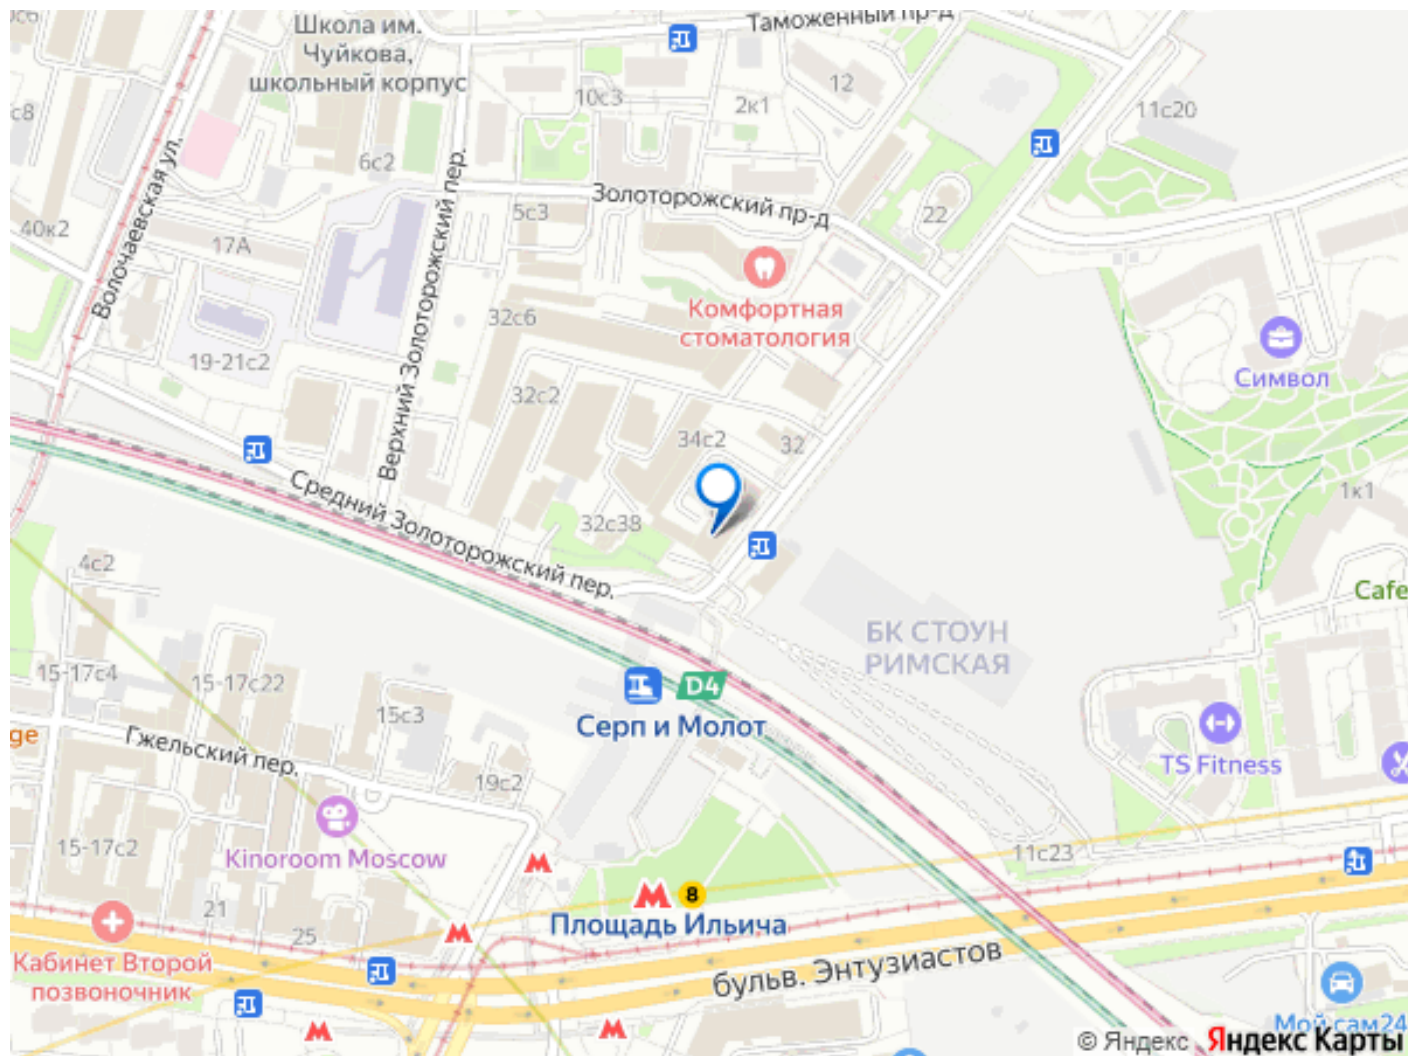 Школа им.
Чуйкова,
школьный корпус
Таможенный пр-д
12
10с3
2к1
11с20
с8
6с2
Волочаевская ул.
Верхний Золоторожский пер.
Золоторожский пр-д
5с3
22
40к2
17А
Комфортная
стоматология
32с6
19-21с2
32с2
Символ
34с2
32
Средний Золоторожский пер.
32с38
1к1
4с2
Cafe
БК СТОУН
РИМСКАЯ
15-17с4
15-17с22
D4
15с3
Серп и Молот
ge
Гжельский пер.
TS Fitness
19с2
15-17с2
Kinoroom Moscow
11с23
М
М
8
Площадь Ильича
21
25
М
Кабинет Второй
позвоночник
бульв. Энтузиастов
М
М
Мой сам24
© Яндекс Яндекс Карты